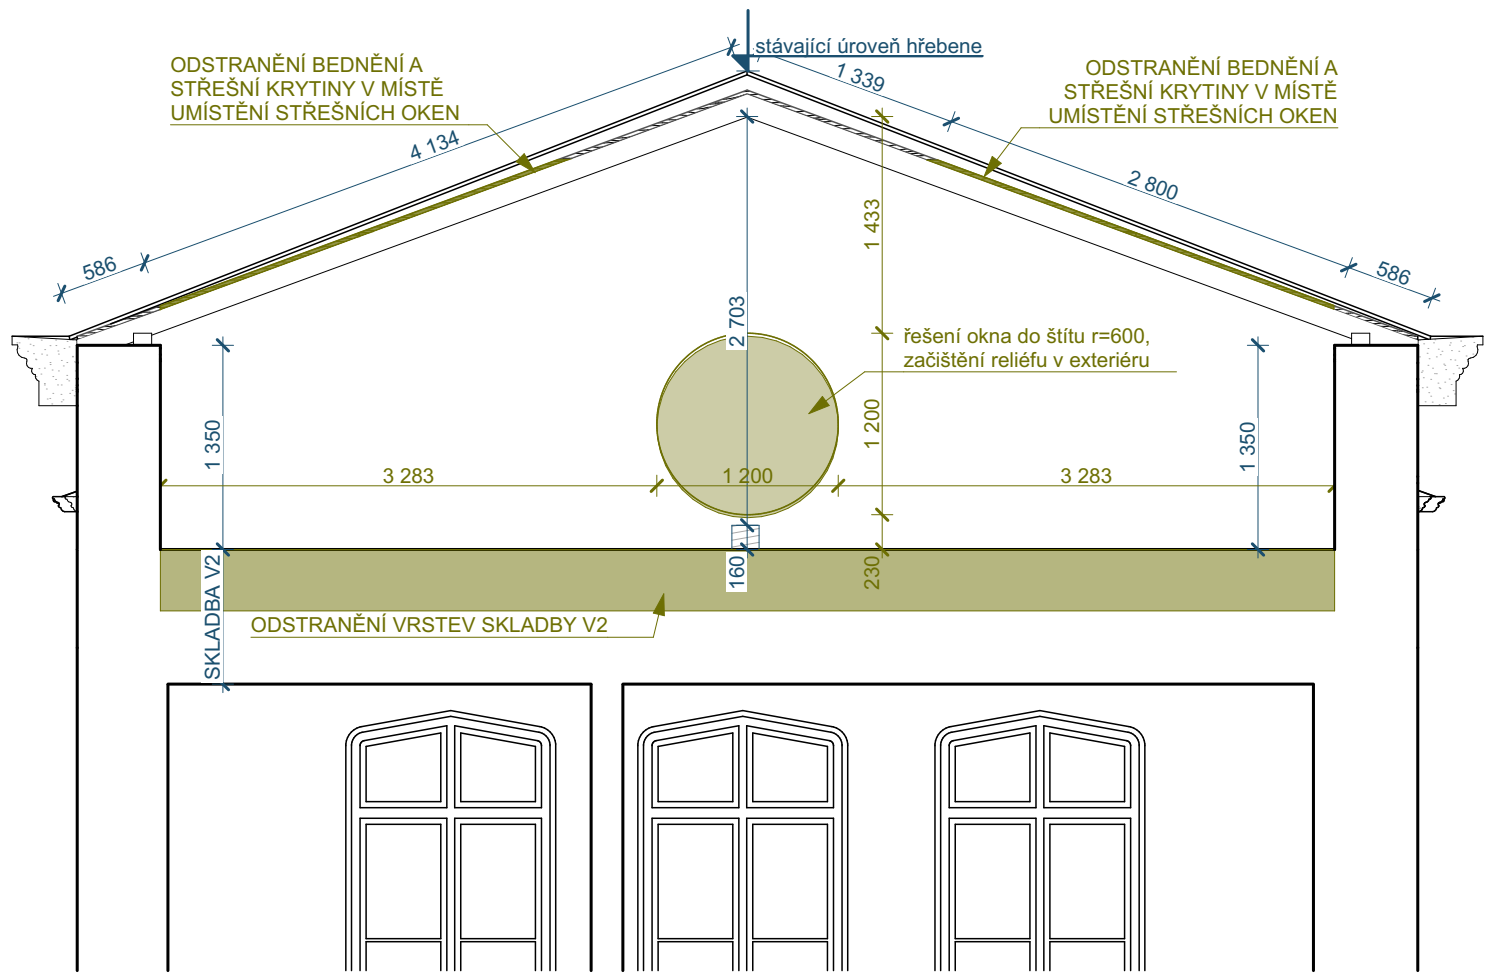 stávající úroveň hřebene
ODSTRANĚNÍ BEDNĚNÍ A
STŘEŠNÍ KRYTINY V MÍSTĚ
UMÍSTĚNÍ STŘEŠNÍCH OKEN
ODSTRANĚNÍ BEDNĚNÍ A
STŘEŠNÍ KRYTINY V MÍSTĚ
UMÍSTĚNÍ STŘEŠNÍCH OKEN
1 339
4 134
2 800
586
586
1 433
2 703
řešení okna do štítu r=600,
začištění reliéfu v exteriéru
1 350
1 200
1 350
3 283
1 200
3 283
SKLADBA V2
160
230
ODSTRANĚNÍ VRSTEV SKLADBY V2